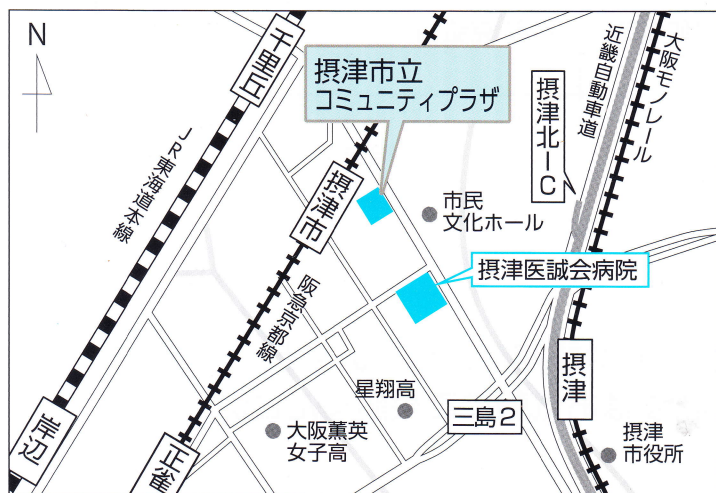 N
千里丘
JR東海道本線
岸辺
摂津市立
コミュニティプラザ
摂津市
阪急京都線
正雀
市民
文化ホール
摂津医誠会病院
摂津北IC
近畿自動車道
大阪モノレール
摂津
星翔高
三島2
大阪薫英
女子高
摂津
市役所